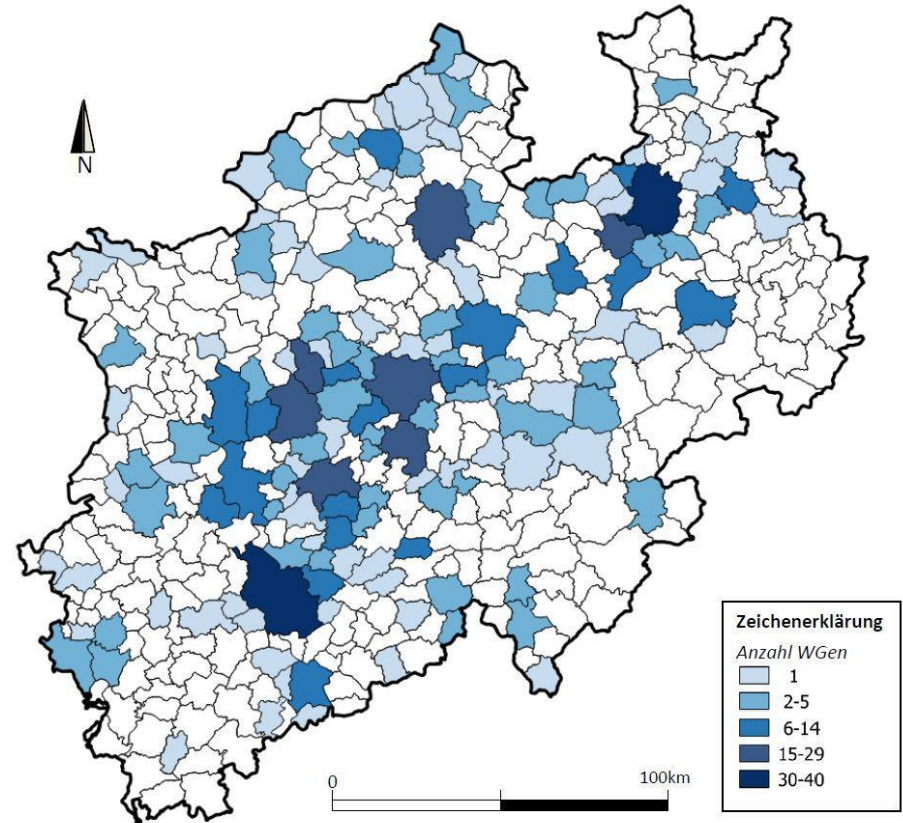 N
Zeichenerklärung
Anzahl WGen
1
2-5
6-14
15-29
30-40
0
100km